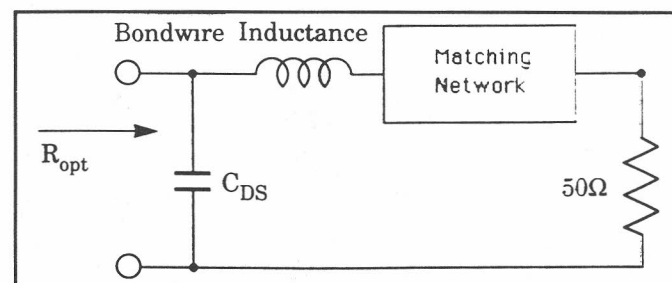 Bondwire Inductance
Matching
Network
R_opt
C_DS
50Ω